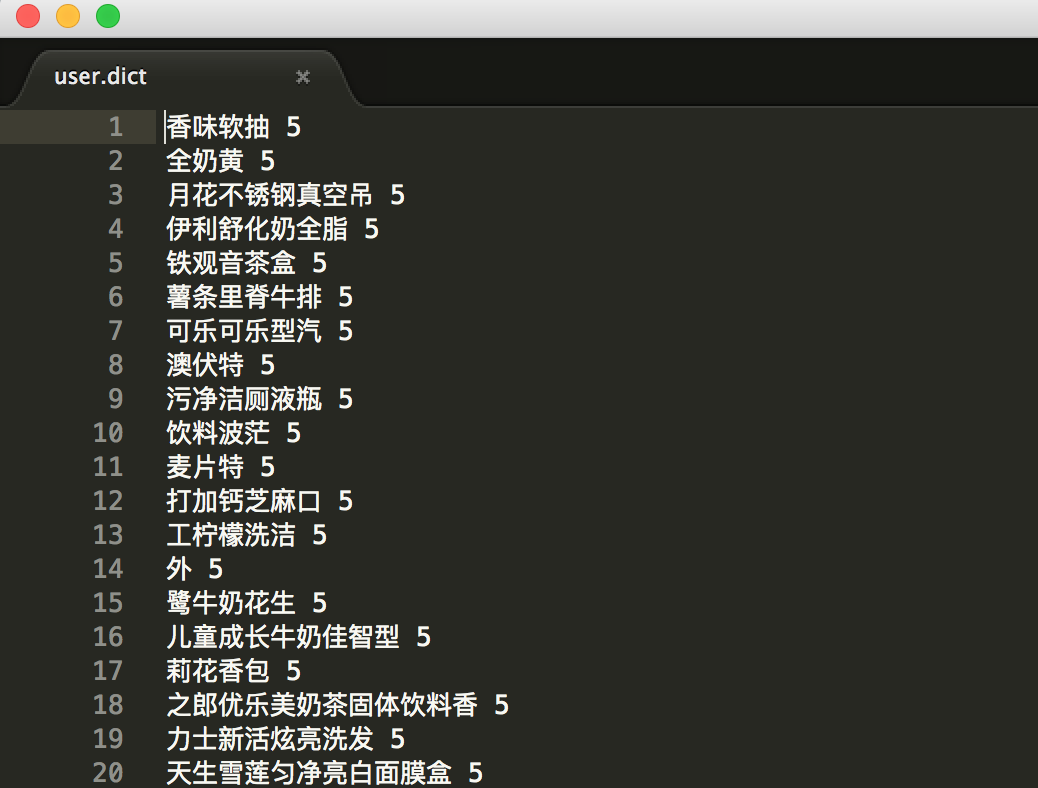 user.dict
1 香味软抽 5
2 全奶黄 5
3 月花不锈钢真空吊 5
4 伊利舒化奶全脂 5
5 铁观音茶盒 5
6 薯条里脊牛排 5
7 可乐可乐型汽 5
8 澳伏特 5
9 污净洁厕液瓶 5
10 饮料波茫 5
11 麦片特 5
12 打加钙芝麻口 5
13 工柠檬洗洁 5
14 外 5
15 鹭牛奶花生 5
16 儿童成长牛奶佳智型 5
17 莉花香包 5
18 之郎优乐美奶茶固体饮料香 5
19 力士新活炫亮洗发 5
20 天生雪莲匀净亮白面膜盒 5